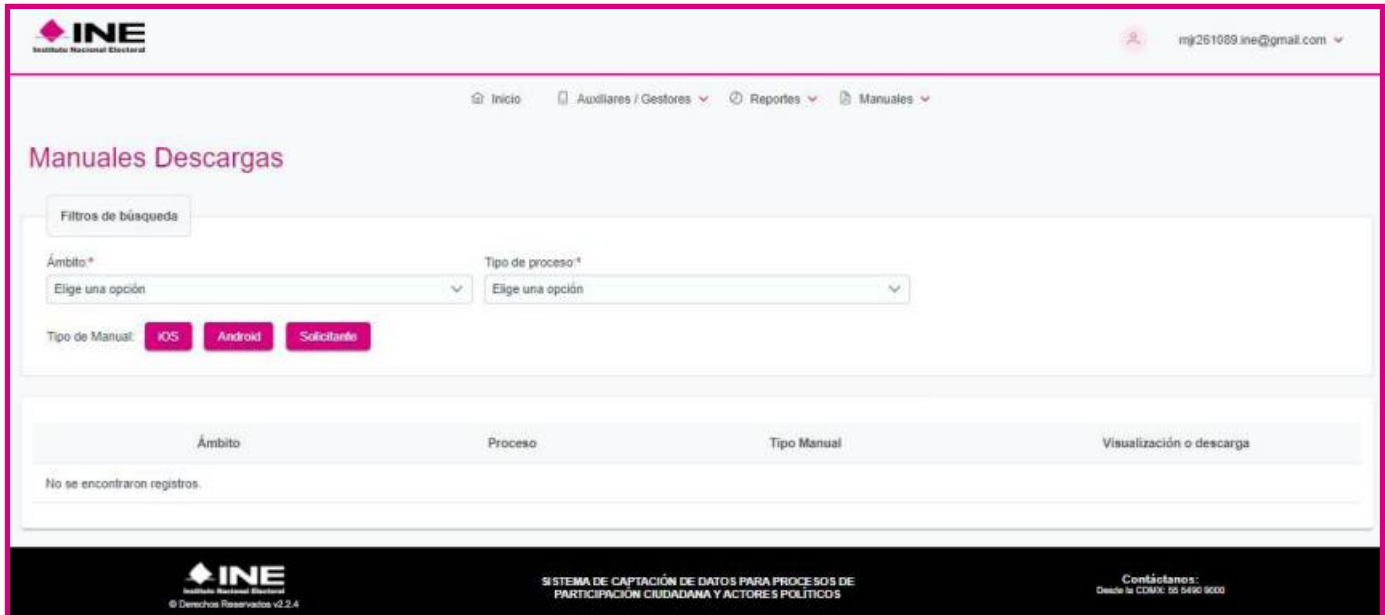 INE
Instituto Nacional Electoral
mjr261089.ine@gmail.com
Inicio Auxiliares / Gestores Reportes Manuales
Manuales Descargas
Filtros de búsqueda
Ámbito:* Tipo de proceso:*
Elige una opción Elige una opción
Tipo de Manual: iOS Android Solicitante
Ámbito Proceso Tipo Manual Visualización o descarga
No se encontraron registros.
INE
Instituto Nacional Electoral
© Derechos Reservados v2.2.4
SISTEMA DE CAPTACIÓN DE DATOS PARA PROCESOS DE
PARTICIPACIÓN CIUDADANA Y ACTORES POLÍTICOS
Contáctanos:
Desde la CDMX: 55 5490 9000